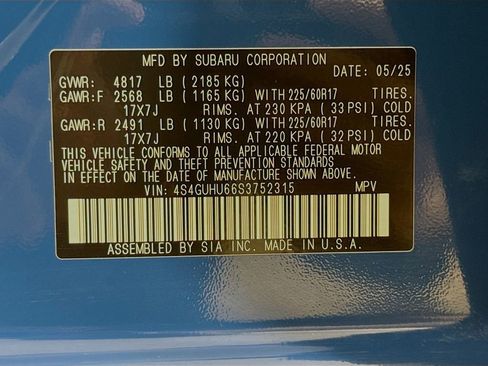 MFD BY SUBARU CORPORATION
DATE: 05/25
GVWR: 4817 LB ( 2185 KG)
GAWR:F 2568 LB ( 1165 KG) WITH 225/60R17 TIRES.
17X7J RIMS. AT 230 KPA ( 33 PSI) COLD
GAWR:R 2491 LB ( 1130 KG) WITH 225/60R17 TIRES.
17X7J RIMS. AT 220 KPA ( 32 PSI) COLD
THIS VEHICLE CONFORMS TO ALL APPLICABLE FEDERAL MOTOR
VEHICLE SAFETY AND THEFT PREVENTION STANDARDS
IN EFFECT ON THE DATE OF MANUFACTURE SHOWN ABOVE.
VIN: 4S4GUHU66S3752315 MPV
ASSEMBLED BY SIA INC. MADE IN U.S.A.